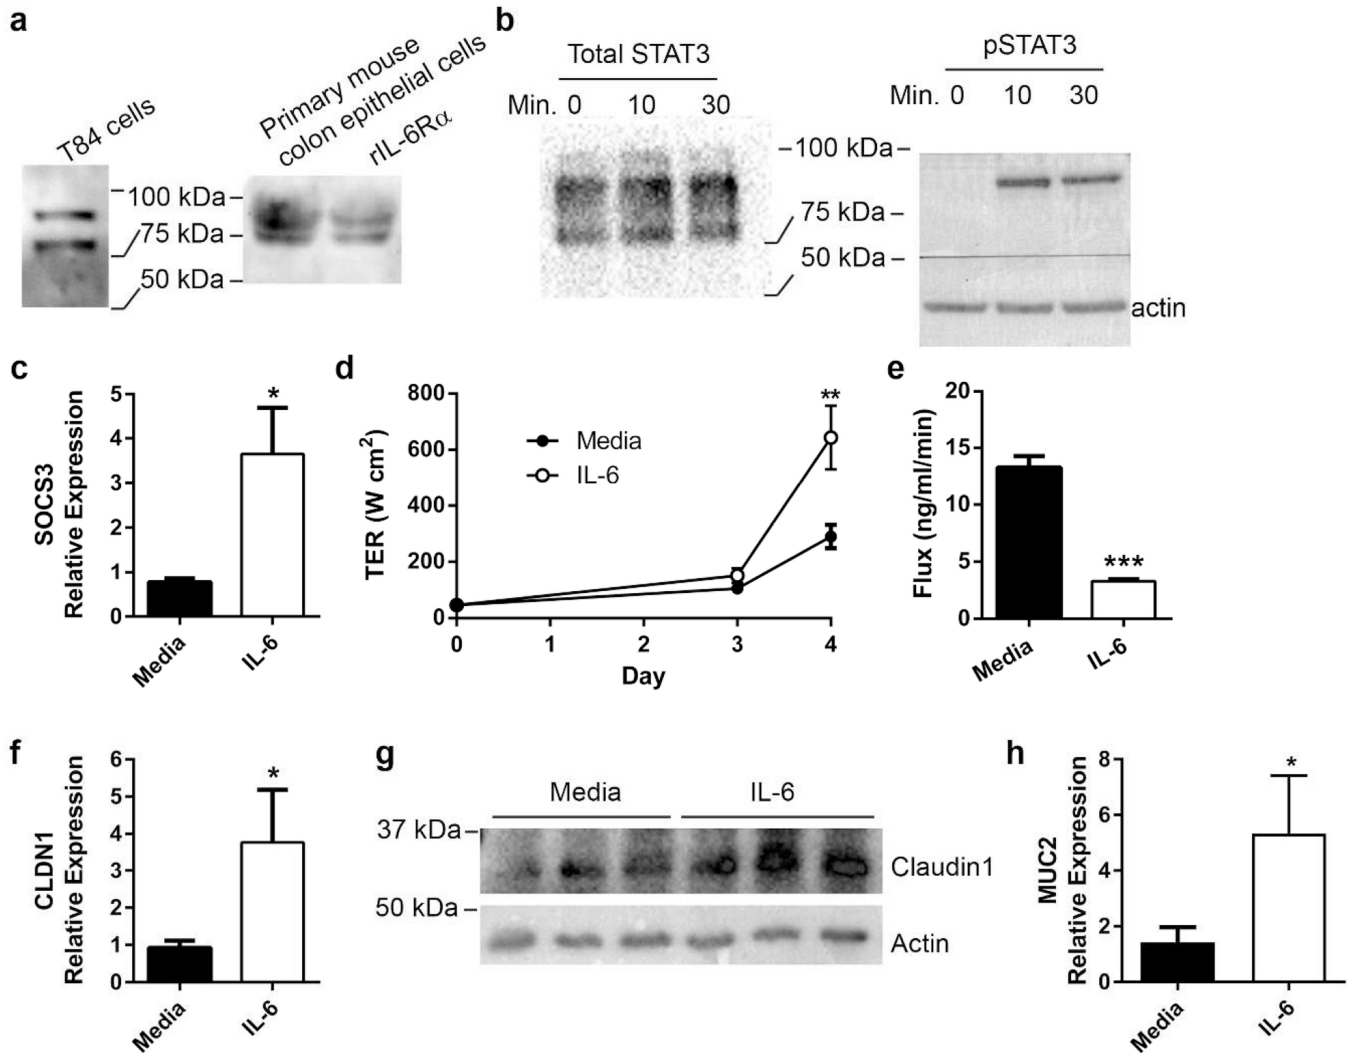 a
T84 cells
Primary mouse
colon epithelial cells
rIL-6Rα
100 kDa
75 kDa
50 kDa
b
Total STAT3
Min. 0 10 30
pSTAT3
Min. 0 10 30
100 kDa
75 kDa
50 kDa
actin
c
SOCS3
Relative Expression
5
4
3
2
1
0
*
Media
IL-6
d
TER (W cm2)
800
600
400
200
0
Media
IL-6
**
0 1 2 3 4
Day
e
Flux (ng/ml/min)
20
15
10
5
0
***
Media
IL-6
f
CLDN1
Relative Expression
6
5
4
3
2
1
0
*
Media
IL-6
g
Media IL-6
37 kDa
Claudin1
50 kDa
Actin
h
MUC2
Relative Expression
8
6
4
2
0
*
Media
IL-6